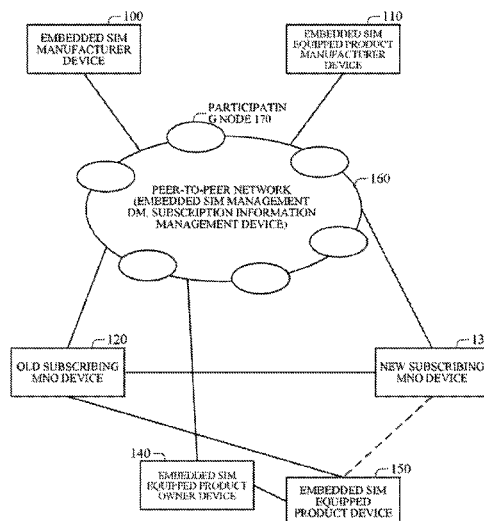 100
110
EMBEDDED SIM
MANUFACTURER
DEVICE
EMBEDDED SIM
EQUIPPED PRODUCT
MANUFACTURER
DEVICE
PARTICIPATIN
G NODE 170
160
PEER-TO-PEER NETWORK
(EMBEDDED SIM MANAGEMENT
DM, SUBSCRIPTION INFORMATION
MANAGEMENT DEVICE)
120
13
OLD SUBSCRIBING
MNO DEVICE
NEW SUBSCRIBING
MNO DEVICE
140
150
EMBEDDED SIM
EQUIPPED PRODUCT
OWNER DEVICE
EMBEDDED SIM
EQUIPPED
PRODUCT DEVICE